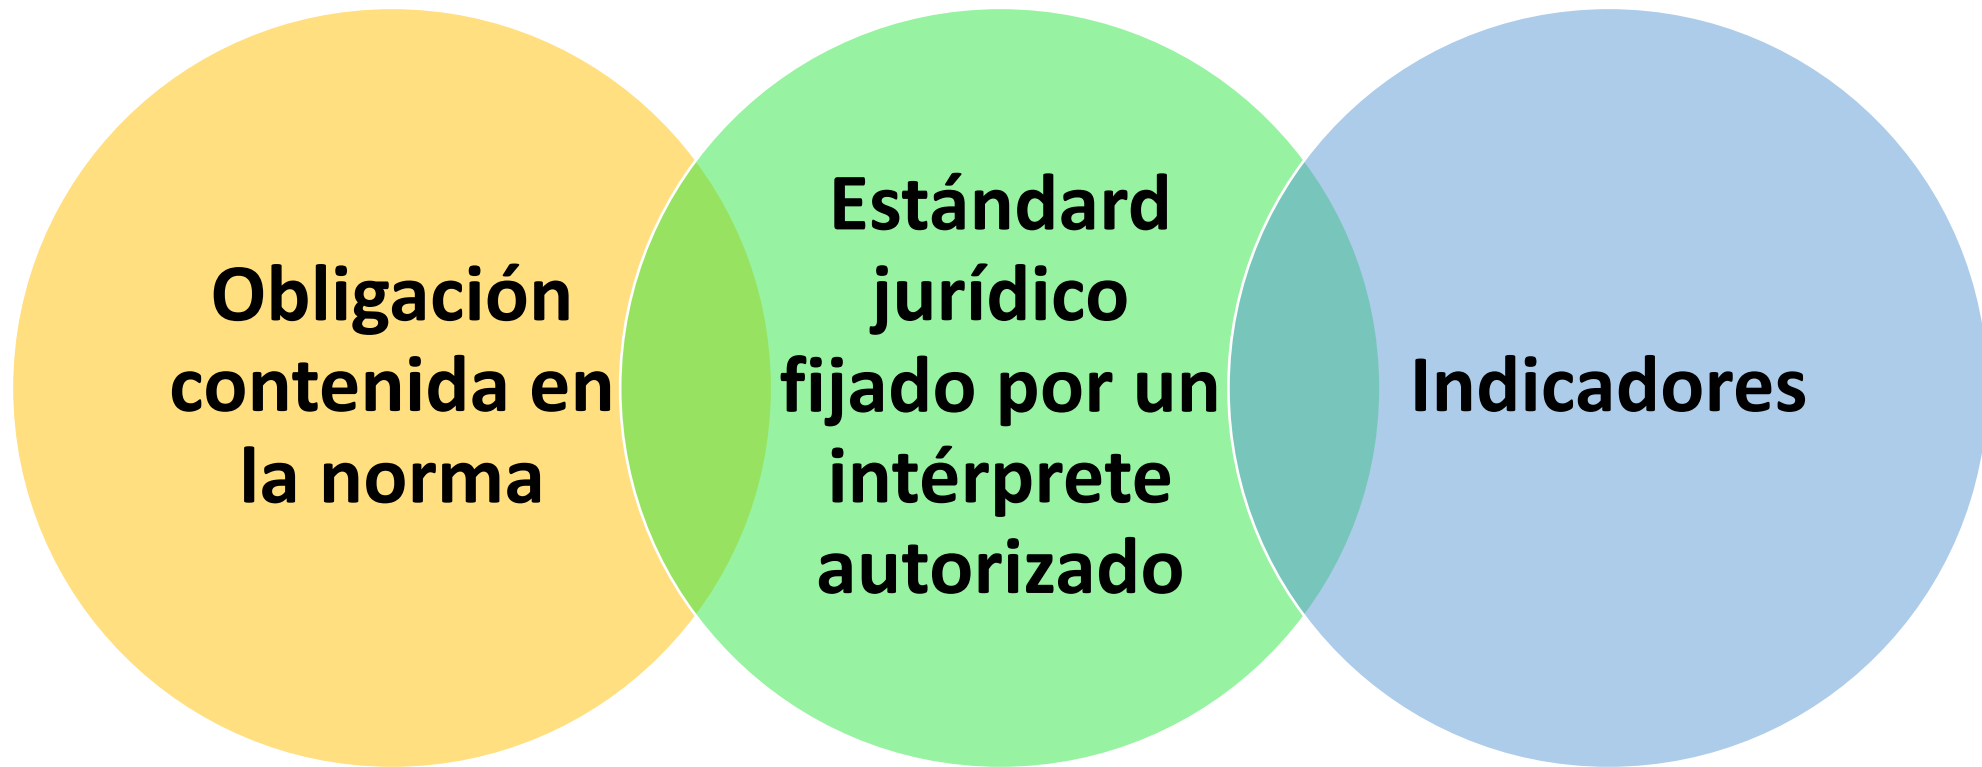 Obligación
contenida en
la norma
Estándard
jurídico
fijado por un
intérprete
autorizado
Indicadores